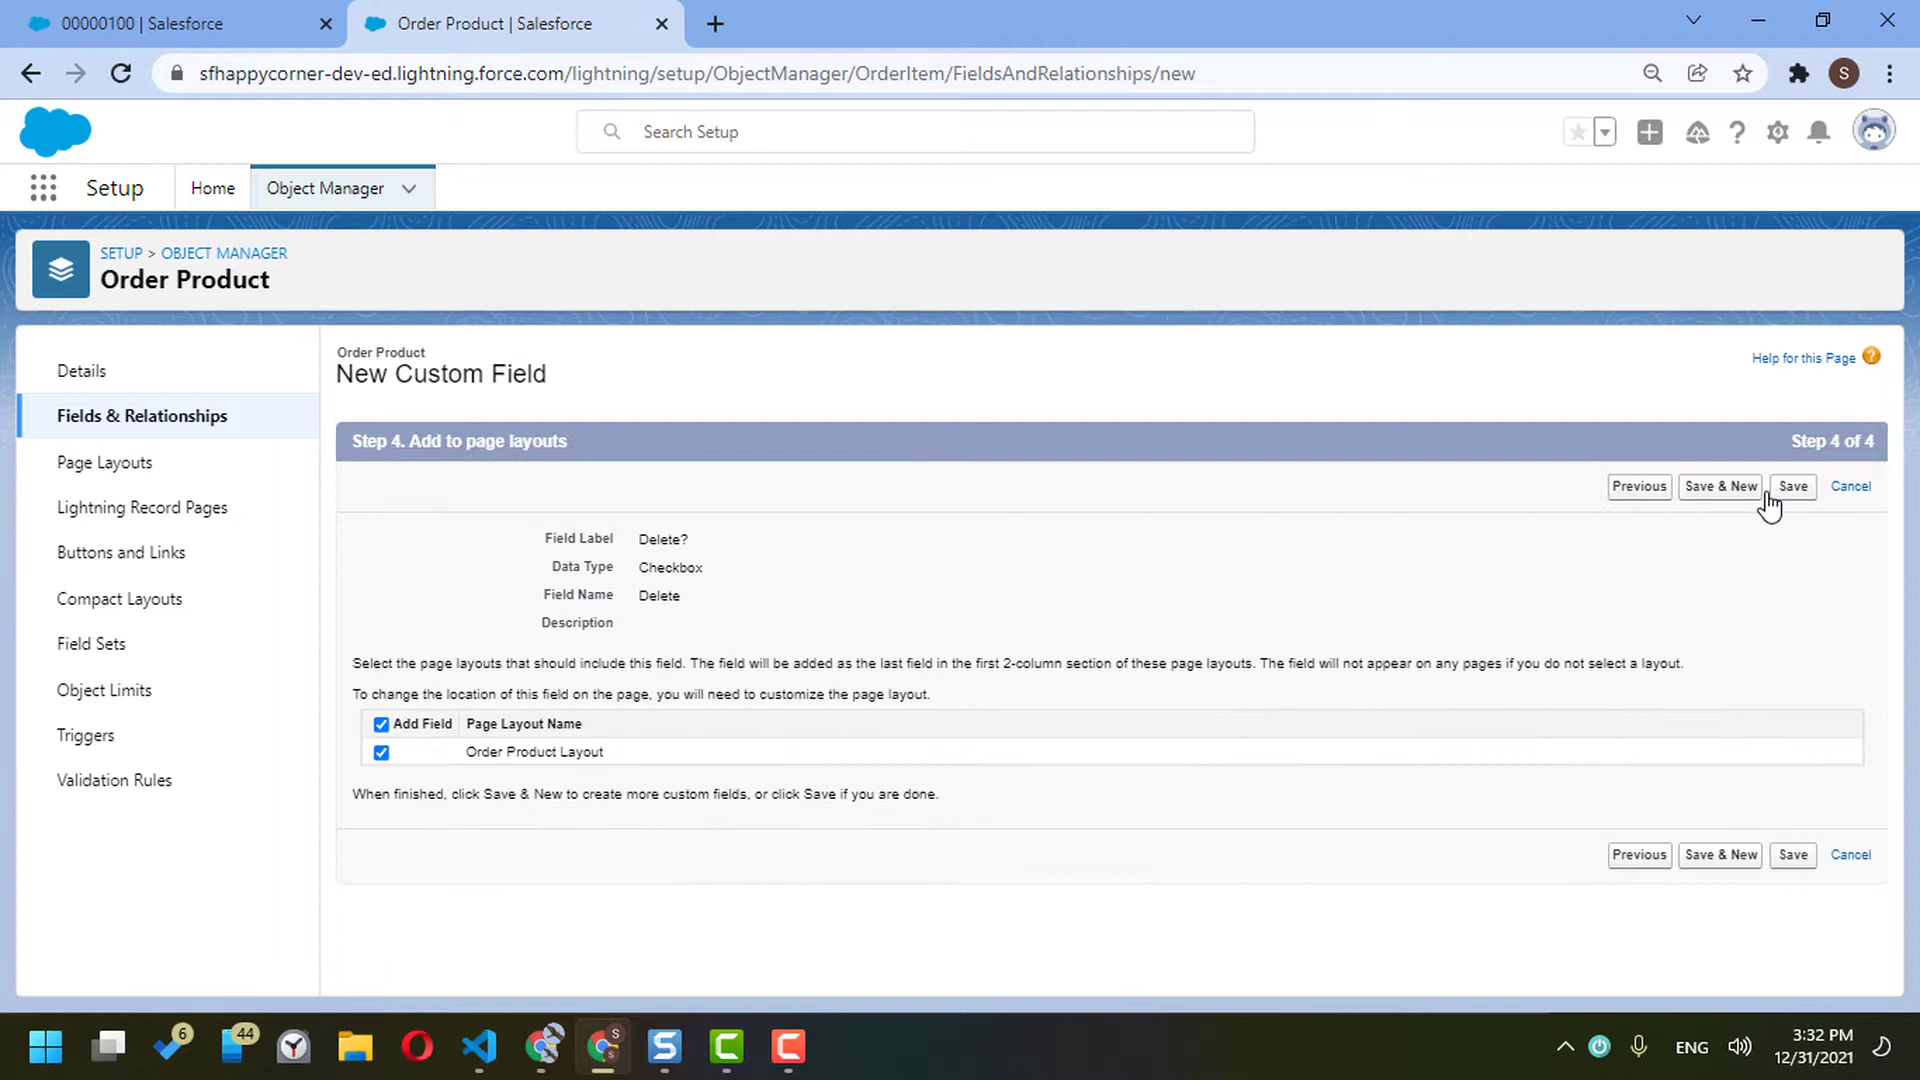 00000100 | Salesforce
Order Product | Salesforce
sfhappycorner-dev-ed.lightning.force.com/lightning/setup/ObjectManager/OrderItem/FieldsAndRelationships/new
S
Search Setup
Setup
Home
Object Manager
SETUP > OBJECT MANAGER
Order Product
Details
Fields & Relationships
Page Layouts
Lightning Record Pages
Buttons and Links
Compact Layouts
Field Sets
Object Limits
Triggers
Validation Rules
Order Product
New Custom Field
Help for this Page ?
Step 4. Add to page layouts
Step 4 of 4
Previous Save & New Save Cancel
Field Label Delete?
Data Type Checkbox
Field Name Delete
Description
Select the page layouts that should include this field. The field will be added as the last field in the first 2-column section of these page layouts. The field will not appear on any pages if you do not select a layout.
To change the location of this field on the page, you will need to customize the page layout.
Add Field Page Layout Name
Order Product Layout
When finished, click Save & New to create more custom fields, or click Save if you are done.
Previous Save & New Save Cancel
6
44
S
S
C
C
ENG
3:32 PM
12/31/2021